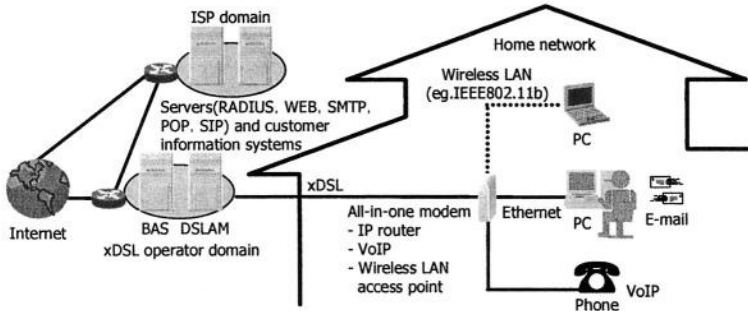 ISP domain
Servers(RADIUS, WEB, SMTP,
POP, SIP) and customer
information systems
Internet
BAS DSLAM
xDSL operator domain
Home network
Wireless LAN
(eg.IEEE802.11b)
PC
xDSL
All-in-one modem
- IP router
- VoIP
- Wireless LAN
access point
Ethernet
PC
E-mail
Phone
VoIP